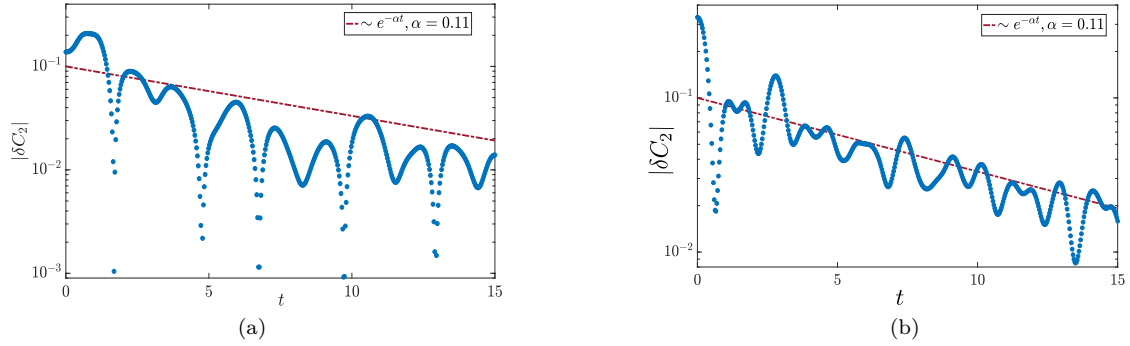 ∼ e^{−αt}, α = 0.11
|δC_2|
10^{-1}
10^{-2}
10^{-3}
0
5
10
15
t
(a)
∼ e^{−αt}, α = 0.11
|δC_2|
10^{-1}
10^{-2}
0
5
10
15
t
(b)